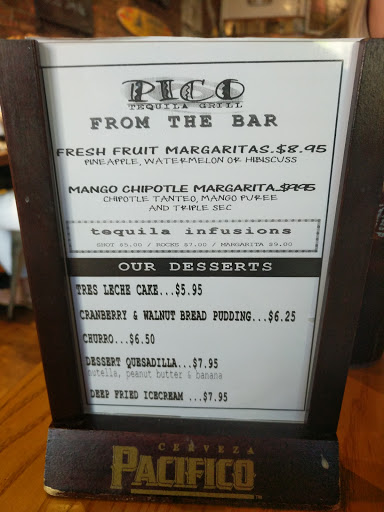 PICO
TEQUILA GRILL
FROM THE BAR
FRESH FRUIT MARGARITAS.$8.95
PINEAPPLE, WATERMELON OR HIBISCUSS
MANGO CHIPOTLE MARGARITA..$9.95
CHIPOTLE TANTEO, MANGO PUREE
AND TRIPLE SEC
tequila infusions
SHOT $5.00 / ROCKS $7.00 / MARGARITA $9.00
OUR DESSERTS
TRES LECHE CAKE...$5.95
CRANBERRY & WALNUT BREAD PUDDING...$6.25
CHURRO...$6.50
DESSERT QUESADILLA...$7.95
nutella, peanut butter & banana
DEEP FRIED ICECREAM ...$7.95
CERVEZA
PACIFICO